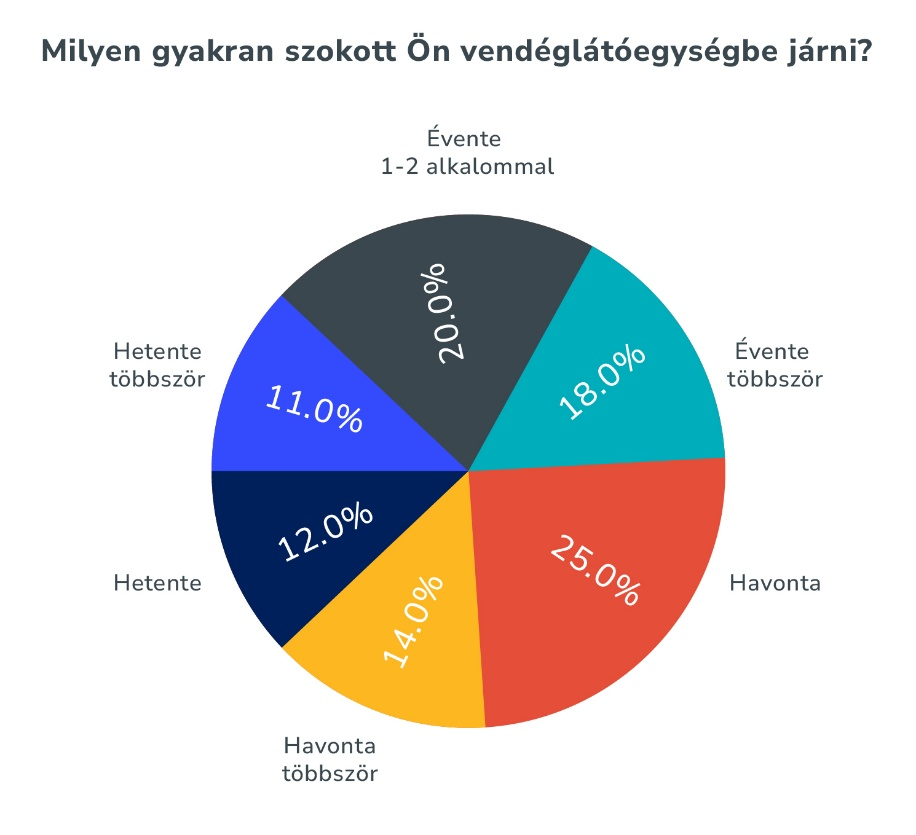 Milyen gyakran szokott Ön vendéglátóegységbe járni?
Évente
1-2 alkalommal
20.0%
Évente
többször
18.0%
Hetente
többször
11.0%
12.0%
Hetente
25.0%
Havonta
14.0%
Havonta
többször